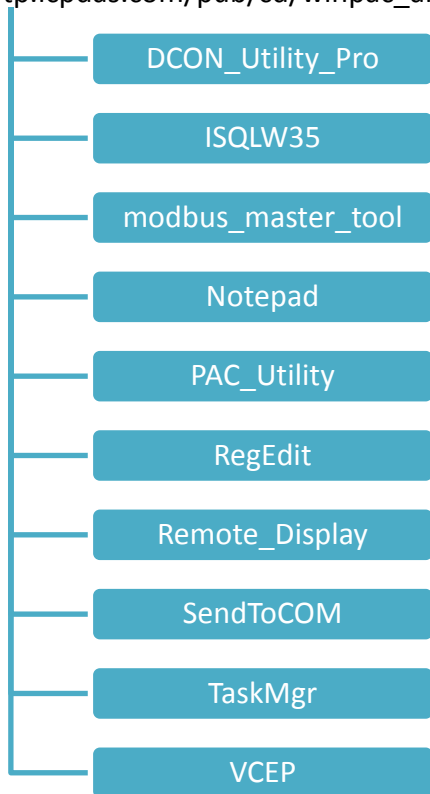 DCON_Utility_Pro
ISQLW35
modbus_master_tool
Notepad
PAC_Utility
RegEdit
Remote_Display
SendToCOM
TaskMgr
VCEP